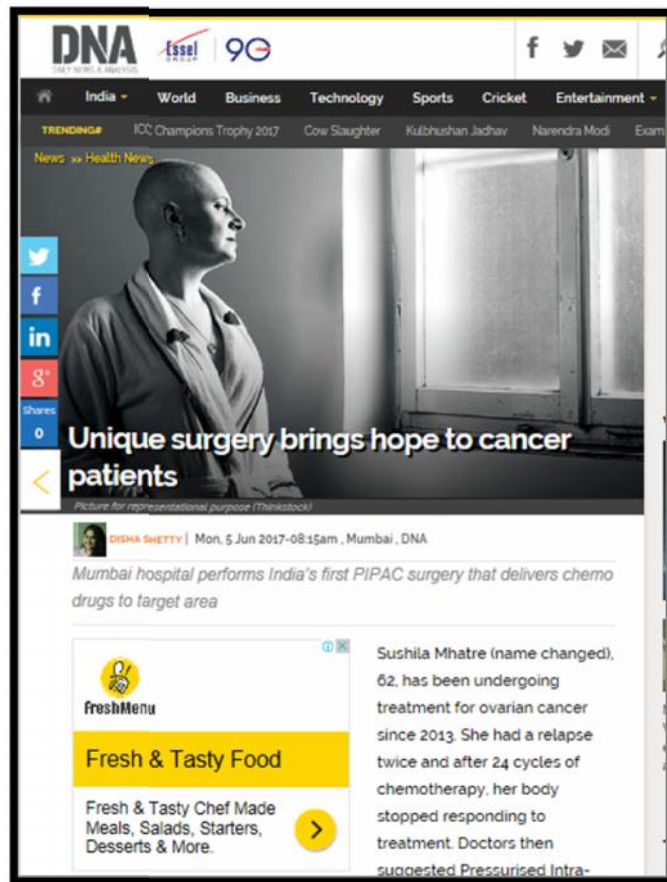 DNA
DAILY NEWS & ANALYSIS
Essel
GROUP
90
India
World
Business
Technology
Sports
Cricket
Entertainment
TRENDING#
ICC Champions Trophy 2017
Cow Slaughter
Kulbhushan Jadhav
Narendra Modi
Exam
News >> Health News
f
in
g+
Shares
0
Unique surgery brings hope to cancer
patients
Picture for representational purpose (Thinkstock)
DISHA SHETTY | Mon, 5 Jun 2017-08:15am , Mumbai , DNA
Mumbai hospital performs India's first PIPAC surgery that delivers chemo
drugs to target area
FreshMenu
Fresh & Tasty Food
Fresh & Tasty Chef Made
Meals, Salads, Starters,
Desserts & More.
Sushila Mhatre (name changed),
62, has been undergoing
treatment for ovarian cancer
since 2013. She had a relapse
twice and after 24 cycles of
chemotherapy, her body
stopped responding to
treatment. Doctors then
suggested Pressurised Intra-